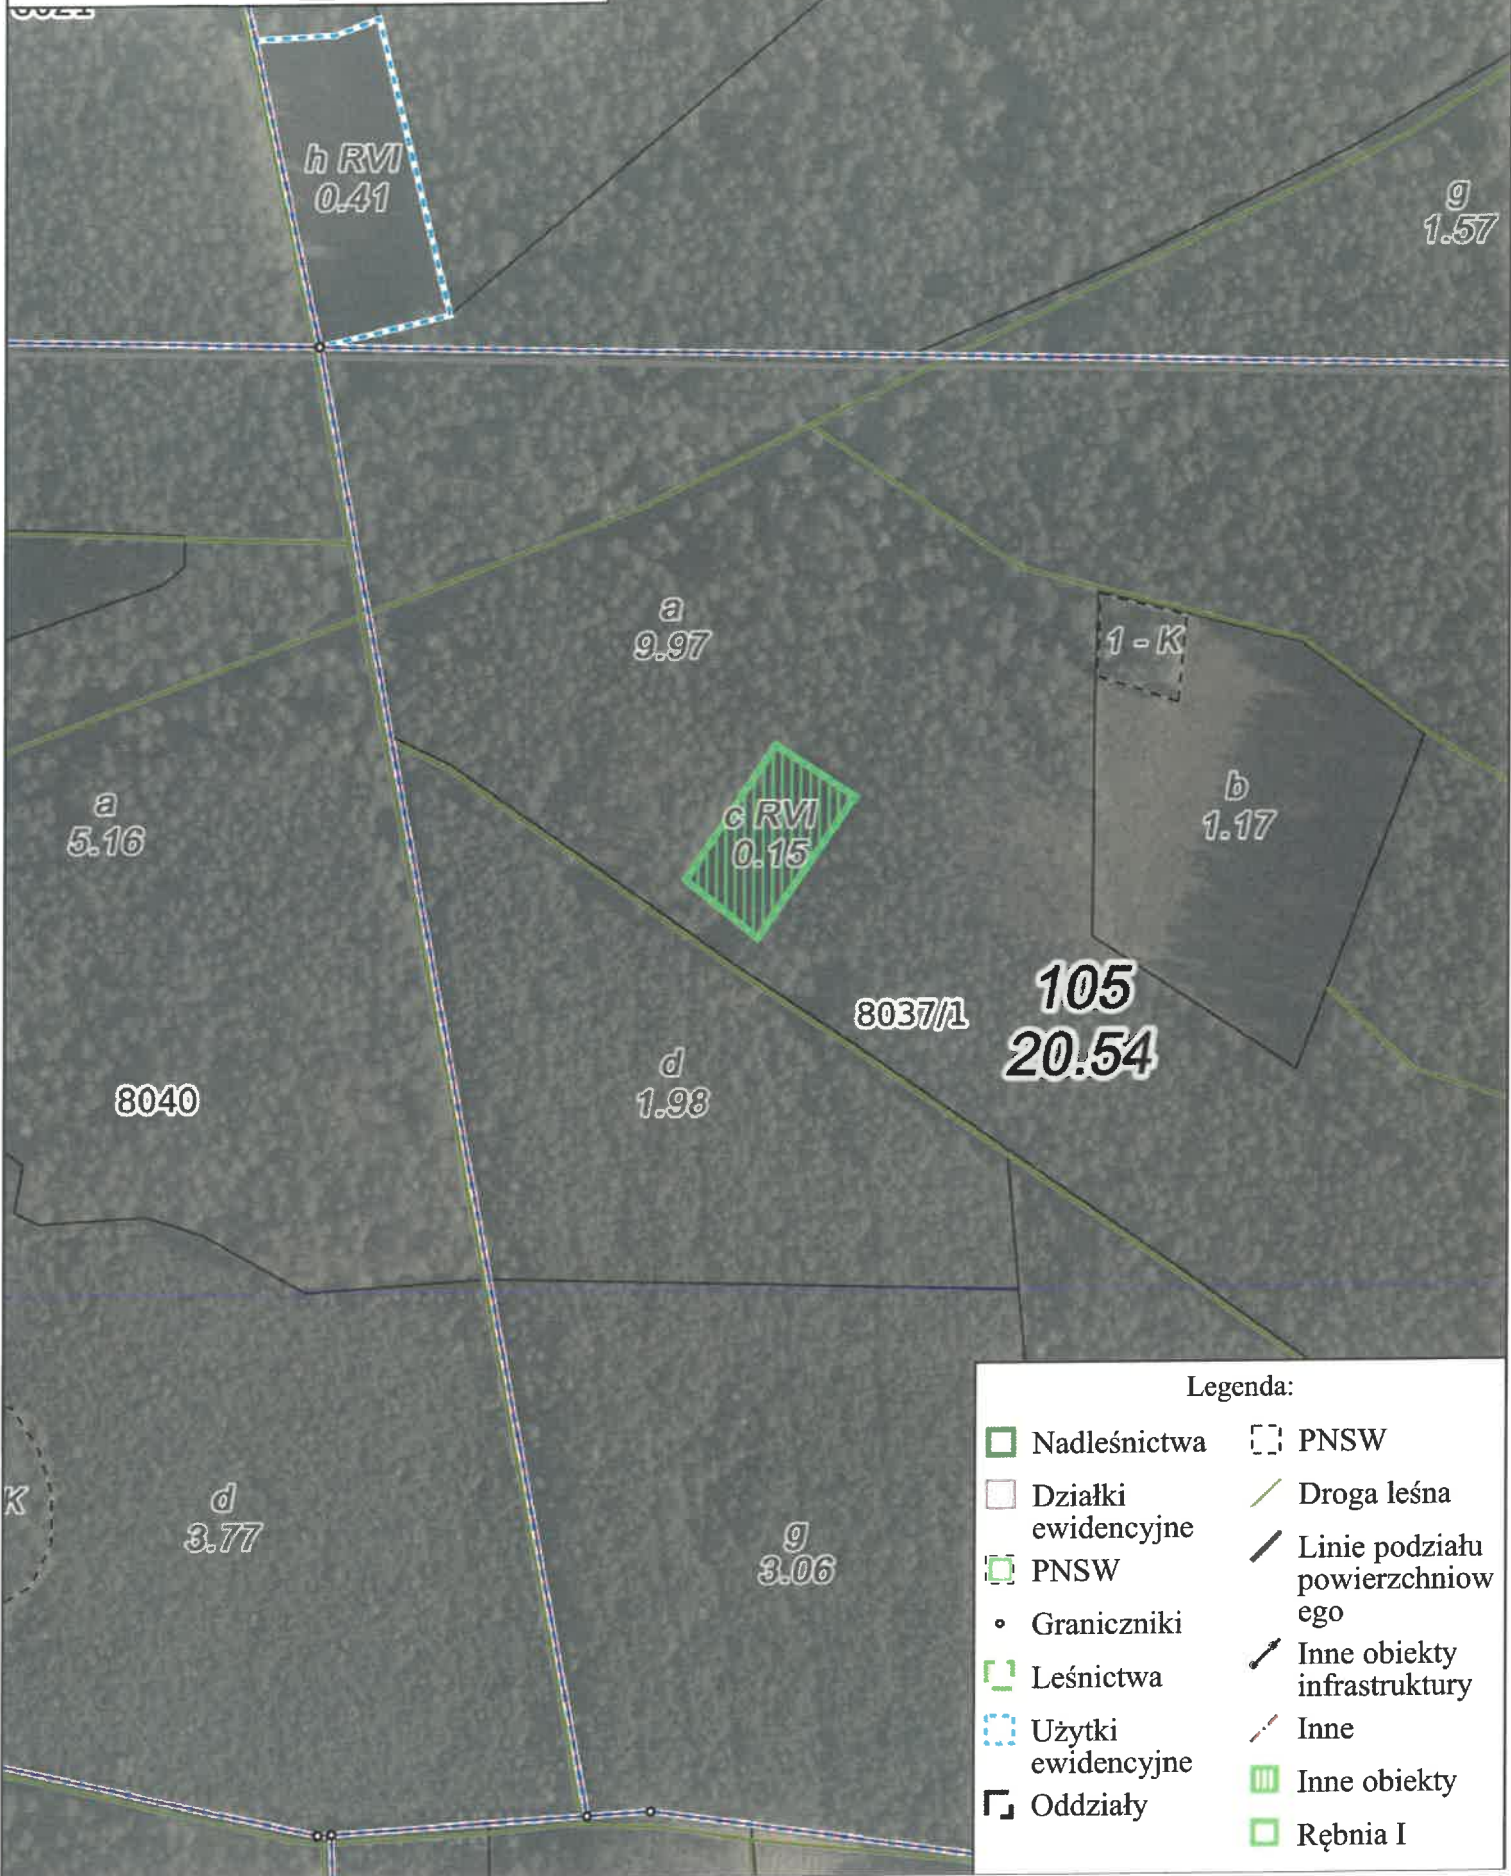 h RVI
0.41
g
1.57
a
9.97
1 - K
b
1.17
a
5.16
c RVI
0.15
105
20.54
8037/1
d
1.98
8040
K
d
3.77
g
3.06
Legenda:
Nadleśnictwa
Działki
ewidencyjne
PNSW
Graniczniki
Leśnictwa
Użytki
ewidencyjne
Oddziały
PNSW
Droga leśna
Linie podziału
powierzchniow
ego
Inne obiekty
infrastruktury
Inne
Inne obiekty
Rębnia I